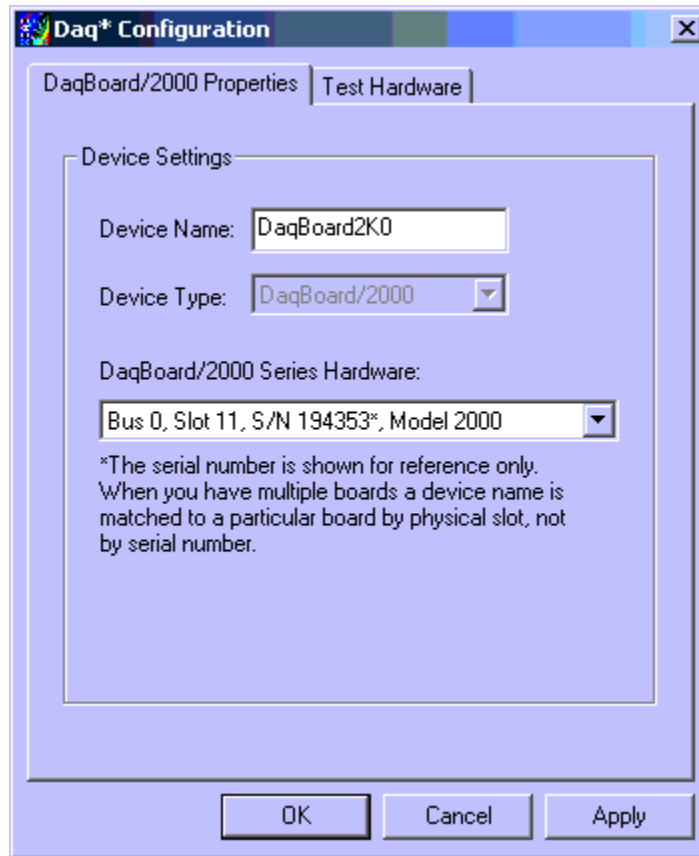 Daq* Configuration
DaqBoard/2000 Properties
Test Hardware
Device Settings
Device Name: DaqBoard2K0
Device Type: DaqBoard/2000
DaqBoard/2000 Series Hardware:
Bus 0, Slot 11, S/N 194353*, Model 2000
*The serial number is shown for reference only.
When you have multiple boards a device name is
matched to a particular board by physical slot, not
by serial number.
OK
Cancel
Apply